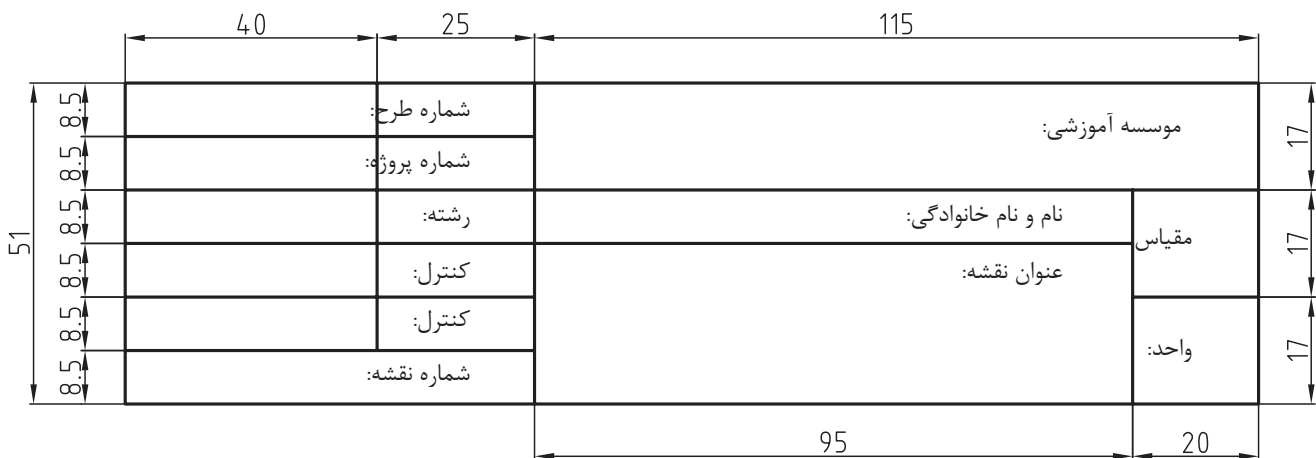 40 25 115
شماره طرح:
موسسه آموزشی:
شماره پروژه:
نام و نام خانوادگی:
رشته:
مقیاس
عنوان نقشه:
کنترل:
کنترل:
واحد:
شماره نقشه:
51
8.5
8.5
8.5
8.5
8.5
8.5
17
17
17
95 20